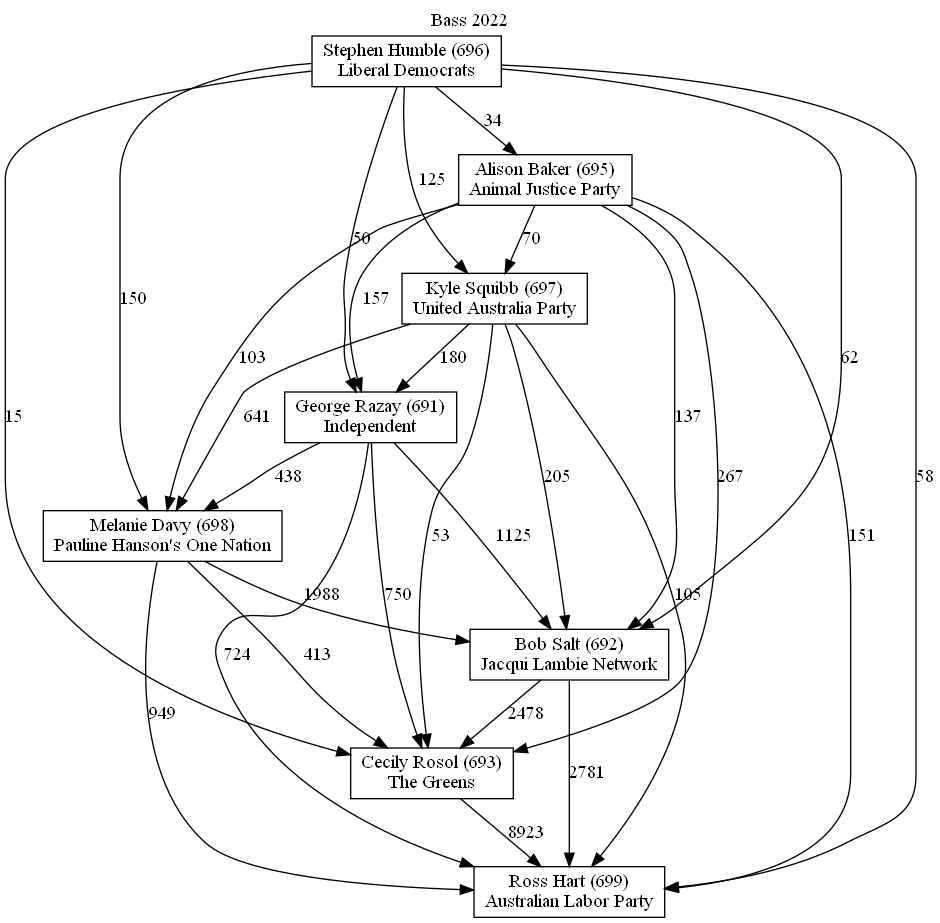 Bass 2022
Stephen Humble (696)
Liberal Democrats
34
Alison Baker (695)
Animal Justice Party
125
50
70
Kyle Squibb (697)
United Australia Party
150
157
103
180
62
George Razay (691)
Independent
15
641
137
438
205
267
58
Melanie Davy (698)
Pauline Hanson's One Nation
53
1125
151
1988
750
105
Bob Salt (692)
Jacqui Lambie Network
724
413
949
2478
Cecily Rosol (693)
The Greens
2781
8923
Ross Hart (699)
Australian Labor Party